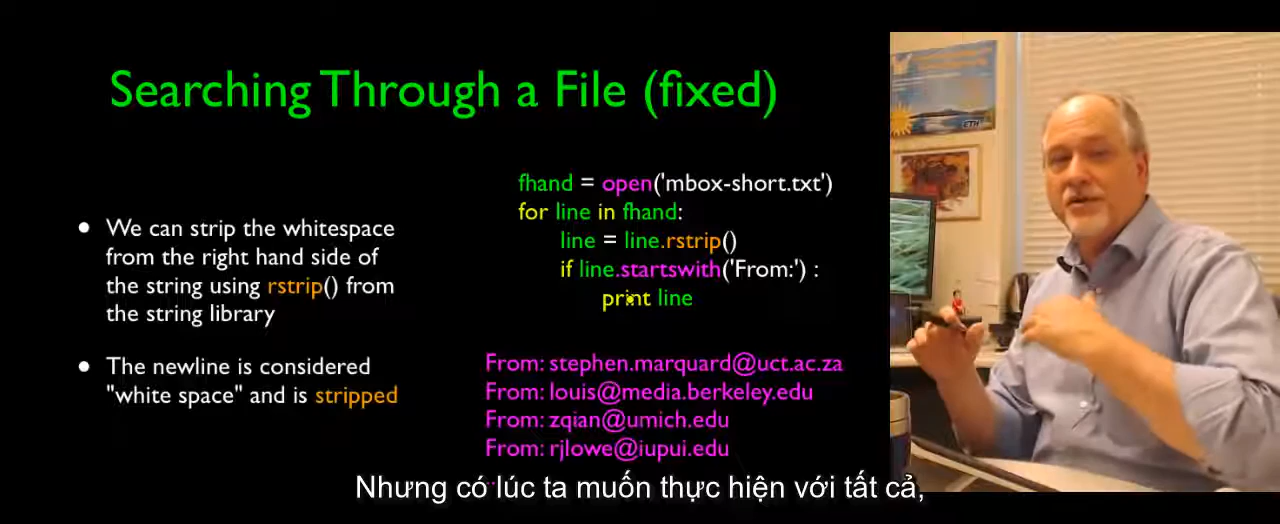 Searching Through a File (fixed)
We can strip the whitespace
from the right hand side of
the string using rstrip() from
the string library
The newline is considered
"white space" and is stripped
fhand = open('mbox-short.txt')
for line in fhand:
line = line.rstrip()
if line.startswith('From:') :
print line
From: stephen.marquard@uct.ac.za
From: louis@media.berkeley.edu
From: zqian@umich.edu
From: rjlowe@iupui.edu
ETH
Nhưng có lúc ta muốn thực hiện với tất cả,